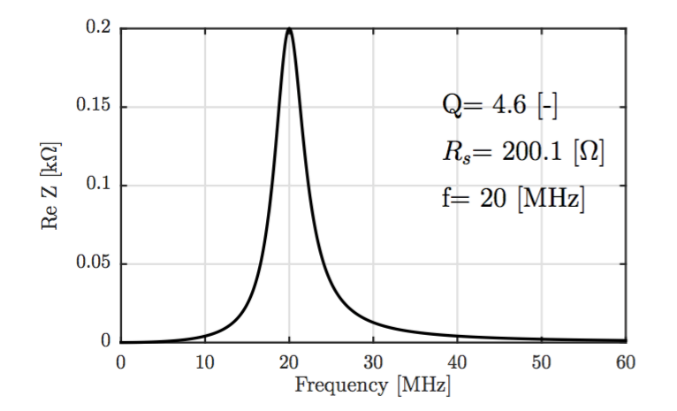 0.2
0.15
0.1
0.05
0
Re Z [kΩ]
Q= 4.6 [-]
Rₛ= 200.1 [Ω]
f= 20 [MHz]
0 10 20 30 40 50 60
Frequency [MHz]